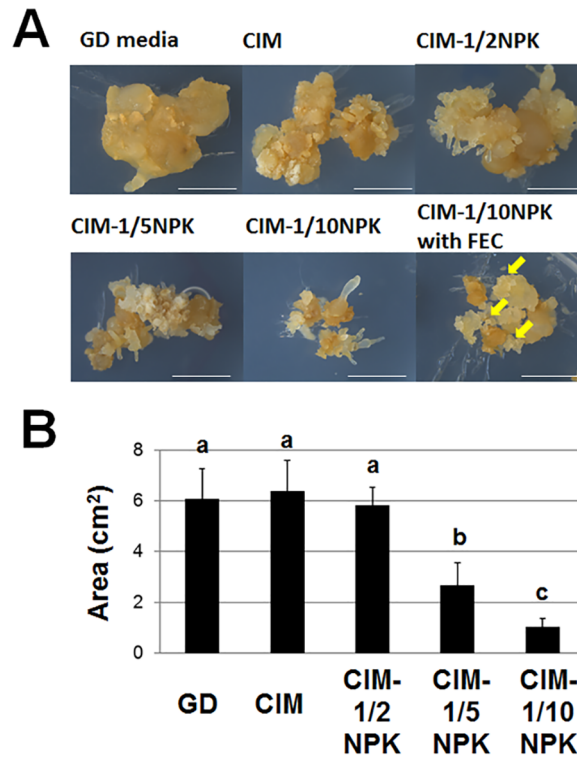 A
GD media
CIM
CIM-1/2NPK
CIM-1/5NPK
CIM-1/10NPK
CIM-1/10NPK
with FEC
B
Area (cm²)
8
6
4
2
0
a
a
a
b
c
GD
CIM
CIM-
1/2
NPK
CIM-
1/5
NPK
CIM-
1/10
NPK